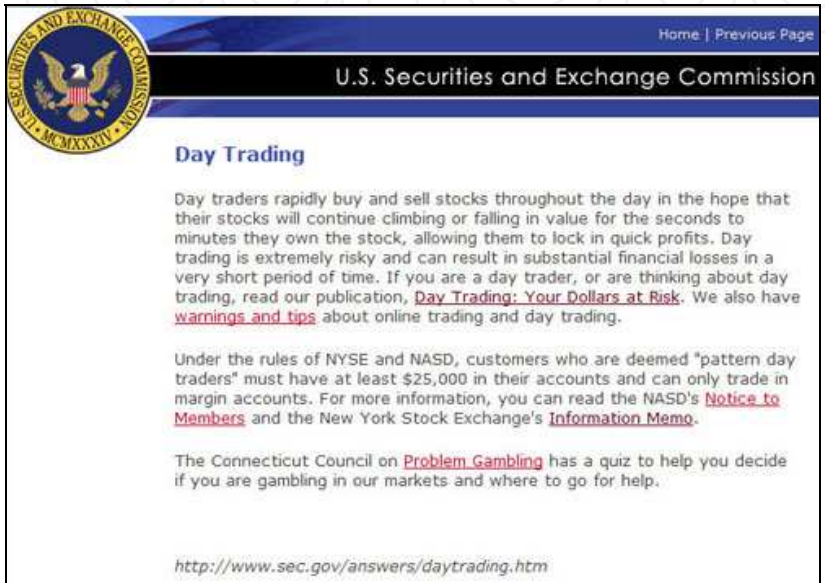 Home | Previous Page
U.S. Securities and Exchange Commission
U.S. SECURITIES AND EXCHANGE COMMISSION
MCMXXXIV
Day Trading
Day traders rapidly buy and sell stocks throughout the day in the hope that
their stocks will continue climbing or falling in value for the seconds to
minutes they own the stock, allowing them to lock in quick profits. Day
trading is extremely risky and can result in substantial financial losses in a
very short period of time. If you are a day trader, or are thinking about day
trading, read our publication, Day Trading: Your Dollars at Risk. We also have
warnings and tips about online trading and day trading.
Under the rules of NYSE and NASD, customers who are deemed "pattern day
traders" must have at least $25,000 in their accounts and can only trade in
margin accounts. For more information, you can read the NASD's Notice to
Members and the New York Stock Exchange's Information Memo.
The Connecticut Council on Problem Gambling has a quiz to help you decide
if you are gambling in our markets and where to go for help.
http://www.sec.gov/answers/daytrading.htm